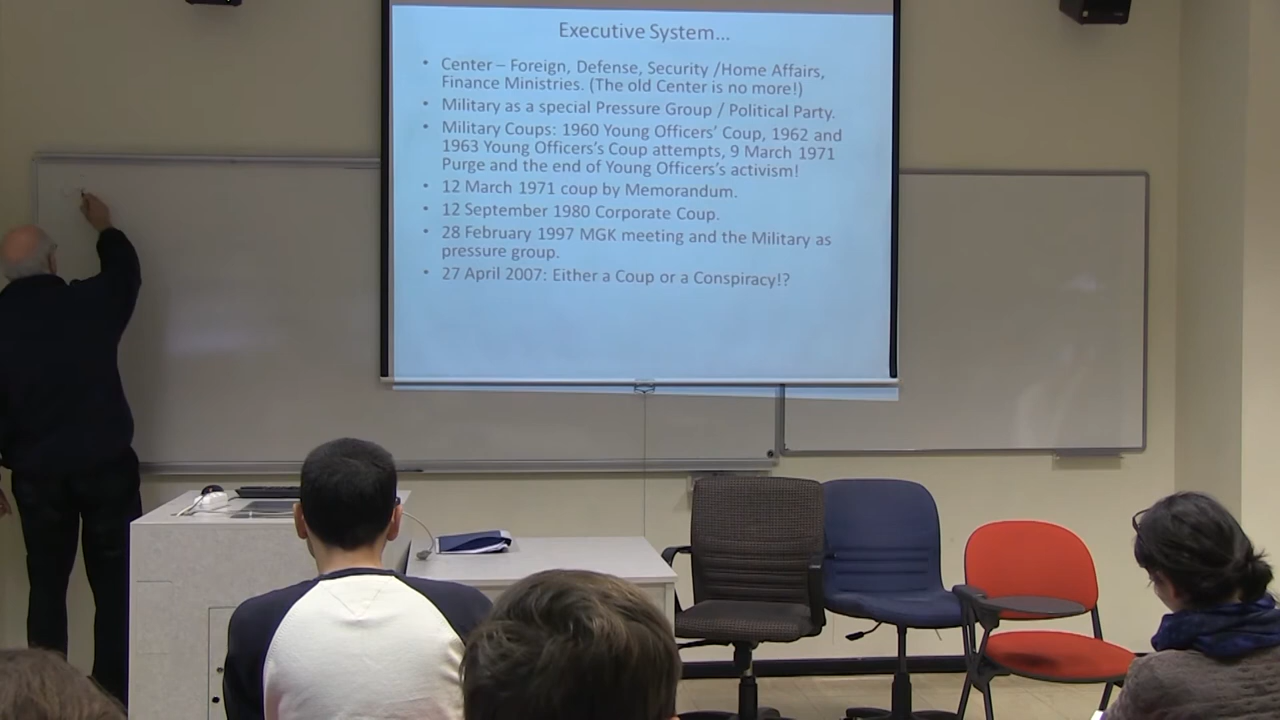 Executive System...
• Center – Foreign, Defense, Security /Home Affairs,
Finance Ministries. (The old Center is no more!)
• Military as a special Pressure Group / Political Party.
• Military Coups: 1960 Young Officers' Coup, 1962 and
1963 Young Officers's Coup attempts, 9 March 1971
Purge and the end of Young Officers's activism!
• 12 March 1971 coup by Memorandum.
• 12 September 1980 Corporate Coup.
• 28 February 1997 MGK meeting and the Military as
pressure group.
• 27 April 2007: Either a Coup or a Conspiracy!?